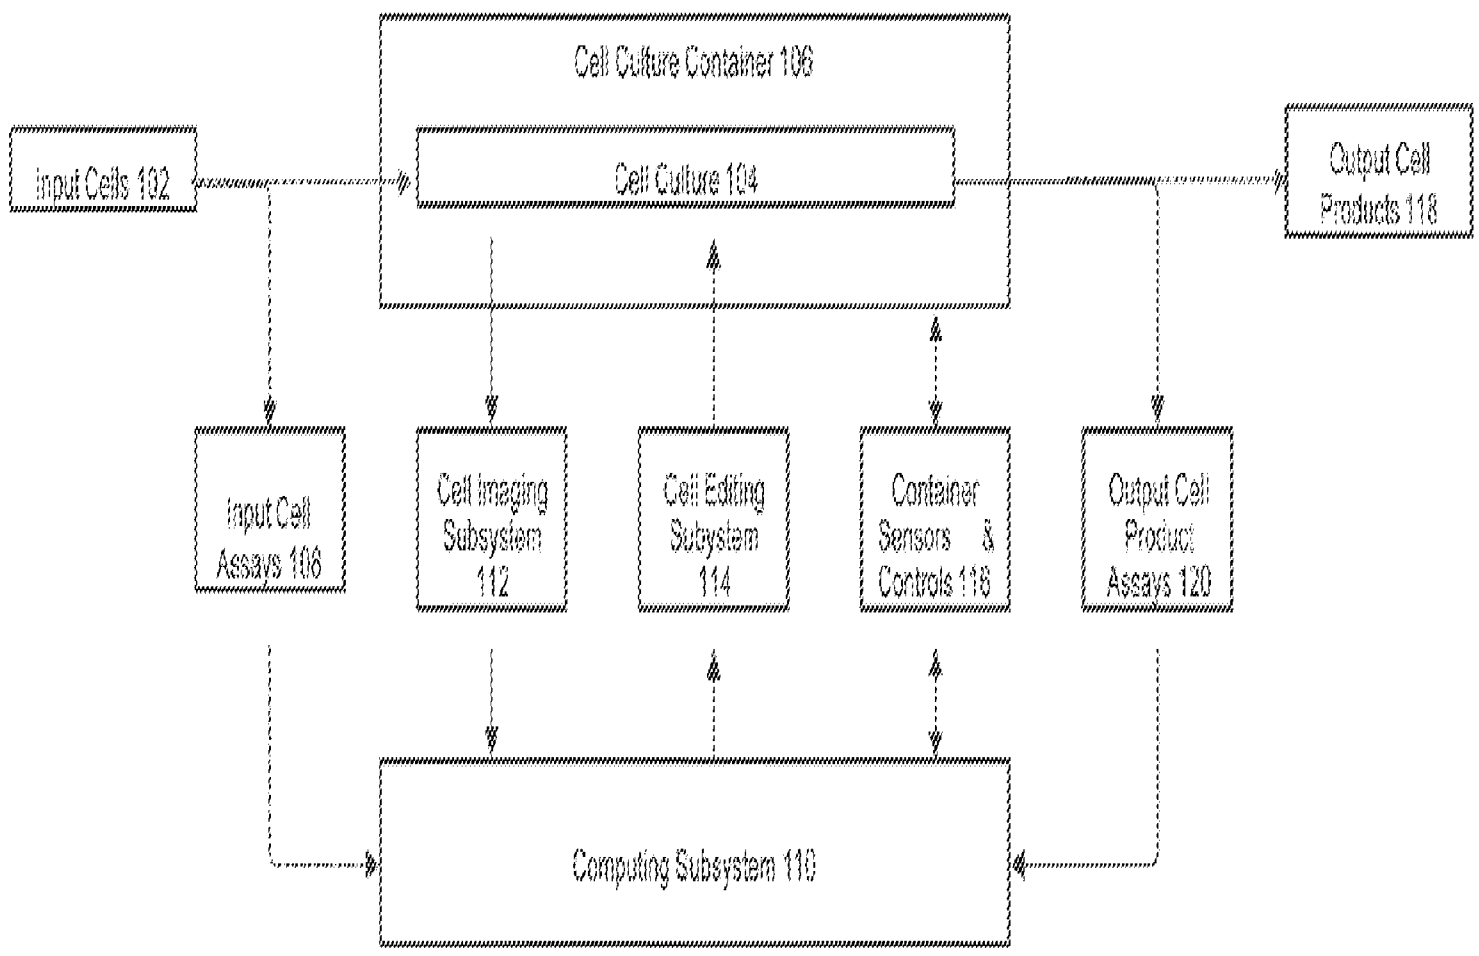 Cell Culture Container 106
Input Cells 102
Cell Culture 104
Output Cell
Products 118
Input Cell
Assays 108
Cell Imaging
Subsystem
112
Cell Editing
Subystem
114
Container
Sensors &
Controls 116
Output Cell
Product
Assays 120
Computing Subsystem 110